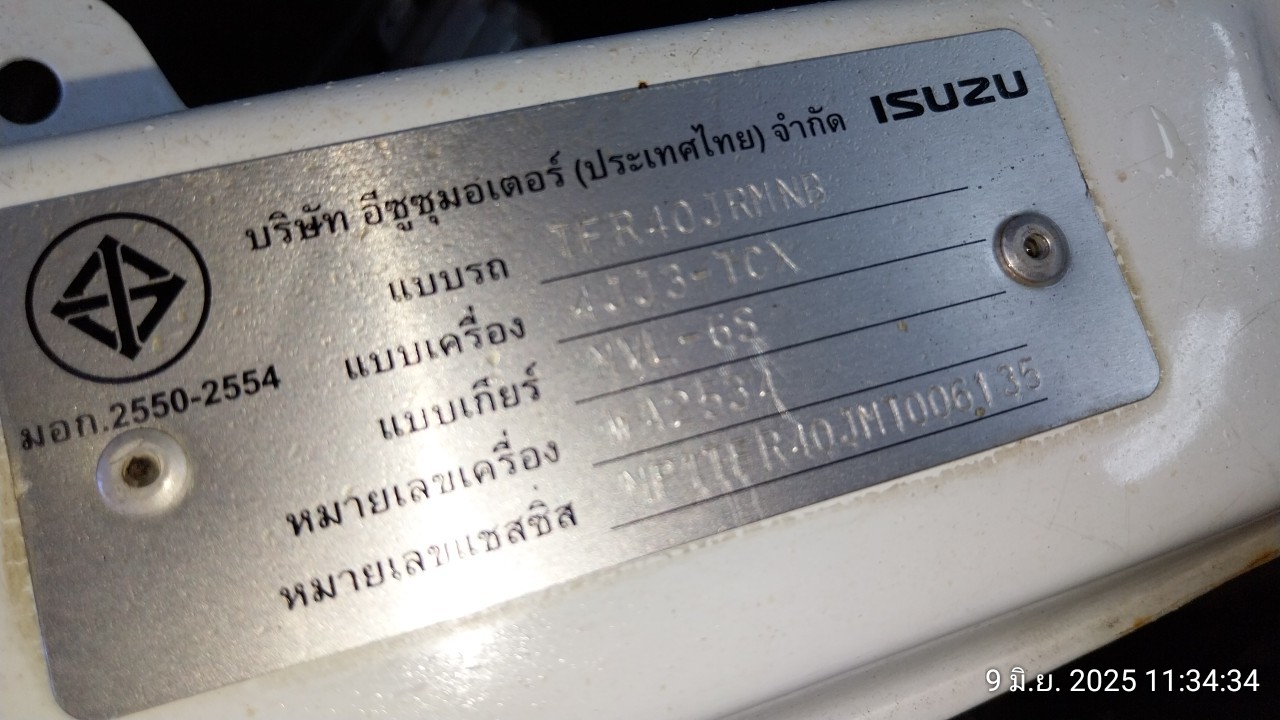 ISUZU
บริษัท อีซูซุมอเตอร์ (ประเทศไทย) จำกัด
แบบรถ TFR40JRMNB
แบบเครื่อง 4JJ3-TCX
แบบเกียร์
หมายเลขเครื่อง
หมายเลขแชสซิส
มอก.2550-2554
9 มิ.ย. 2025 11:34:34